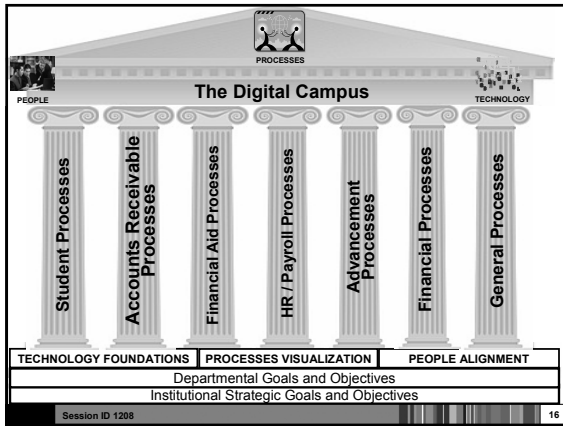 PROCESSES
PEOPLE
The Digital Campus
TECHNOLOGY
Student Processes
Accounts Receivable
Processes
Financial Aid Processes
HR / Payroll Processes
Advancement
Processes
Financial Processes
General Processes
TECHNOLOGY FOUNDATIONS
PROCESSES VISUALIZATION
PEOPLE ALIGNMENT
Departmental Goals and Objectives
Institutional Strategic Goals and Objectives
Session ID 1208
16